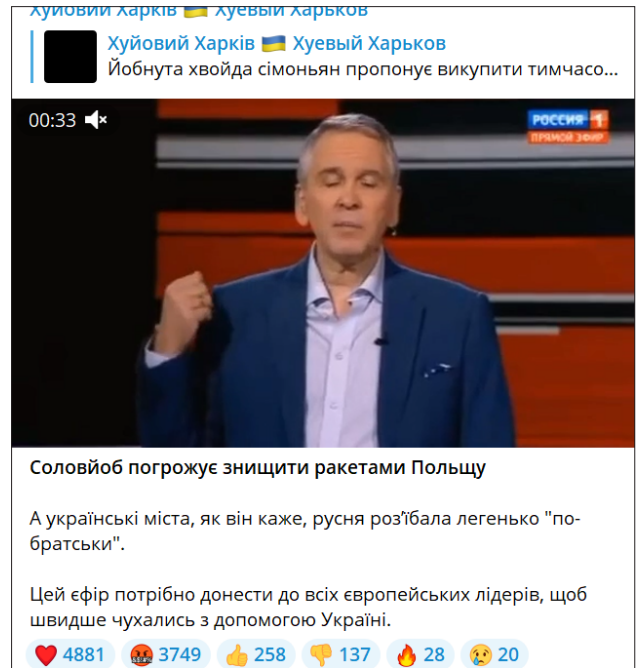 Хуйовий Харків 🇺🇦 Хуевый Харьков
Хуйовий Харків 🇺🇦 Хуевый Харьков
Йобнута хвойда сімоньян пропонує викупити тимчасо...
00:33
РОССИЯ 1
ПРЯМОЙ ЭФИР
Соловйоб погрожує знищити ракетами Польщу
А українські міста, як він каже, русня роз’їбала легенько "по-
братськи".
Цей ефір потрібно донести до всіх європейських лідерів, щоб
швидше чухались з допомогою Україні.
❤️ 4881 🤬 3749 👍 258 👎 137 🔥 28 😢 20